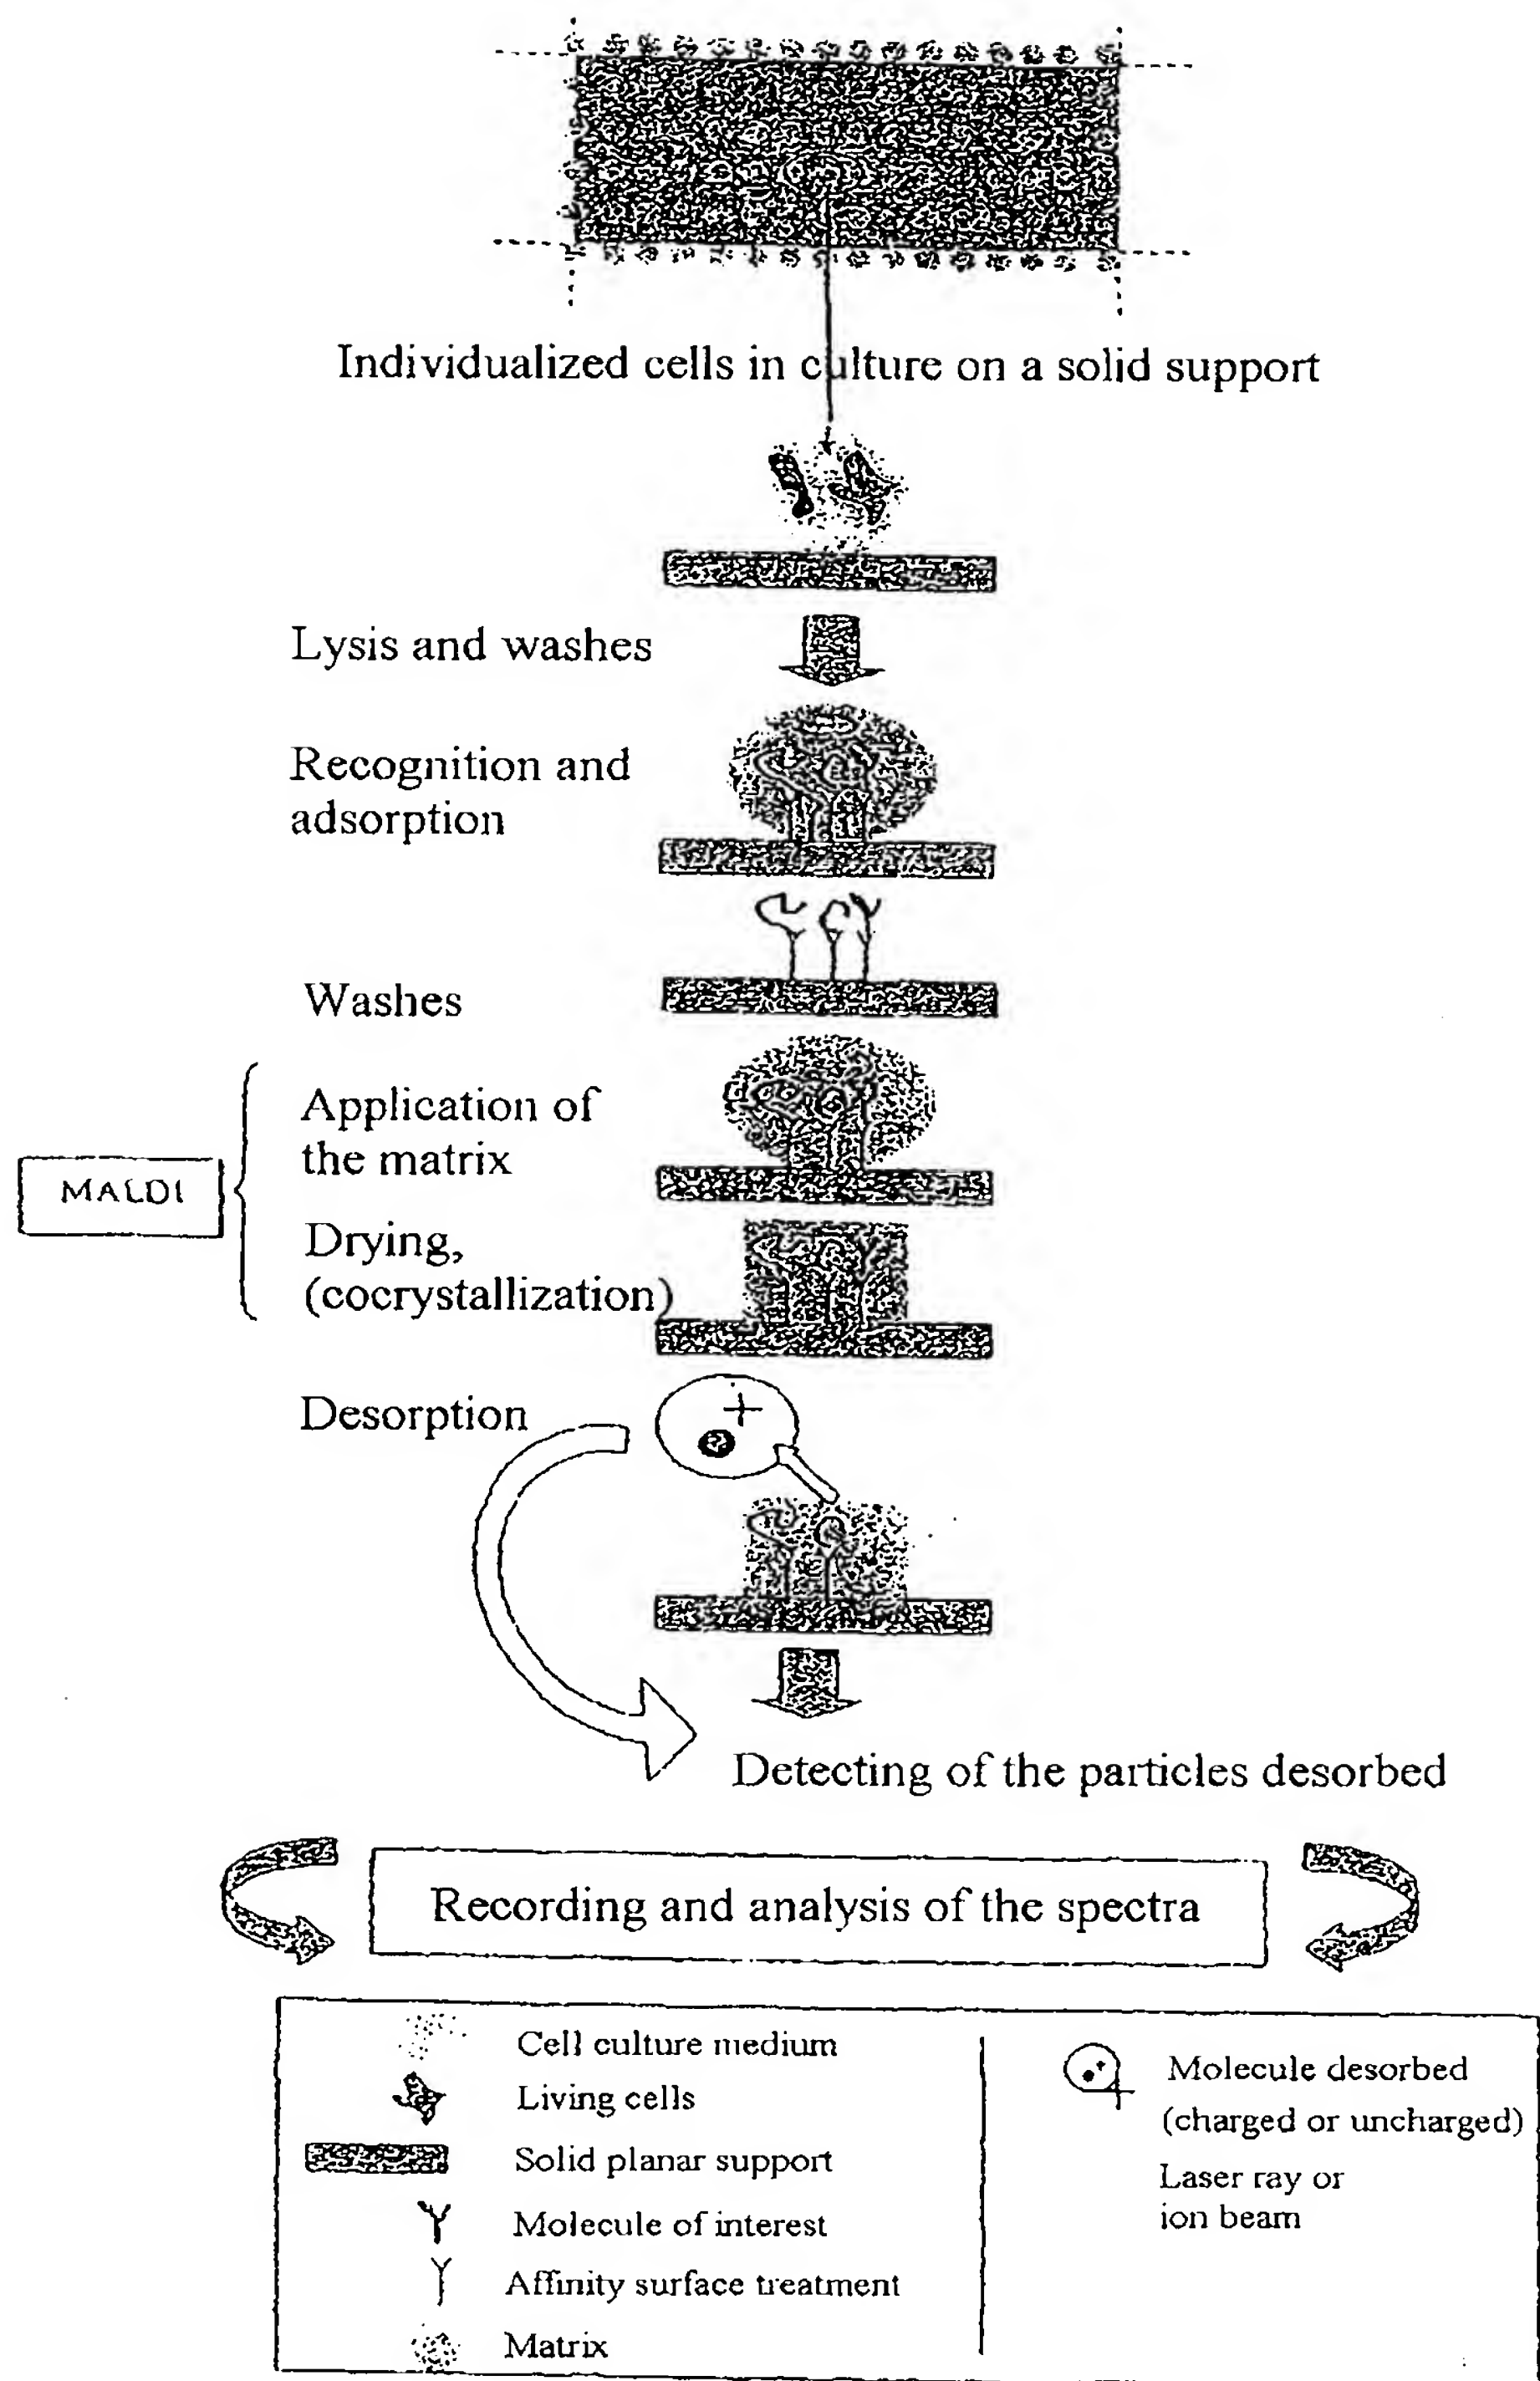 Individualized cells in culture on a solid support
Lysis and washes
Recognition and
adsorption
Washes
MALDI
Application of
the matrix
Drying,
(cocrystallization)
Desorption
Detecting of the particles desorbed
Recording and analysis of the spectra
Cell culture medium
Living cells
Solid planar support
Molecule of interest
Affinity surface treatment
Matrix
Molecule desorbed
(charged or uncharged)
Laser ray or
ion beam